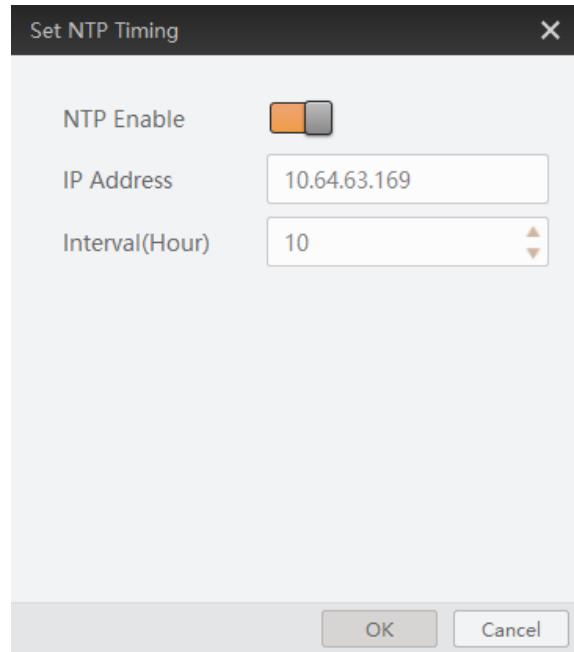 Set NTP Timing
NTP Enable
IP Address 10.64.63.169
Interval(Hour) 10
OK Cancel